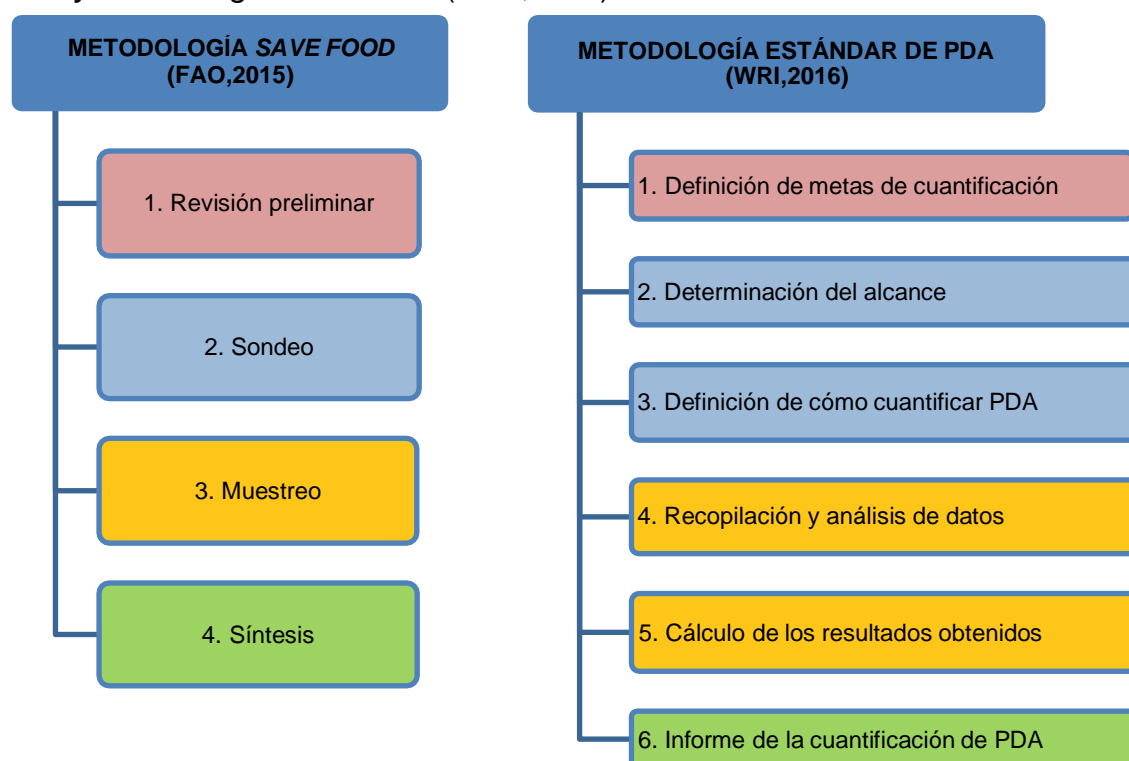 METODOLOGÍA SAVE FOOD
(FAO,2015)
1. Revisión preliminar
2. Sondeo
3. Muestreo
4. Síntesis
METODOLOGÍA ESTÁNDAR DE PDA
(WRI,2016)
1. Definición de metas de cuantificación
2. Determinación del alcance
3. Definición de cómo cuantificar PDA
4. Recopilación y análisis de datos
5. Cálculo de los resultados obtenidos
6. Informe de la cuantificación de PDA